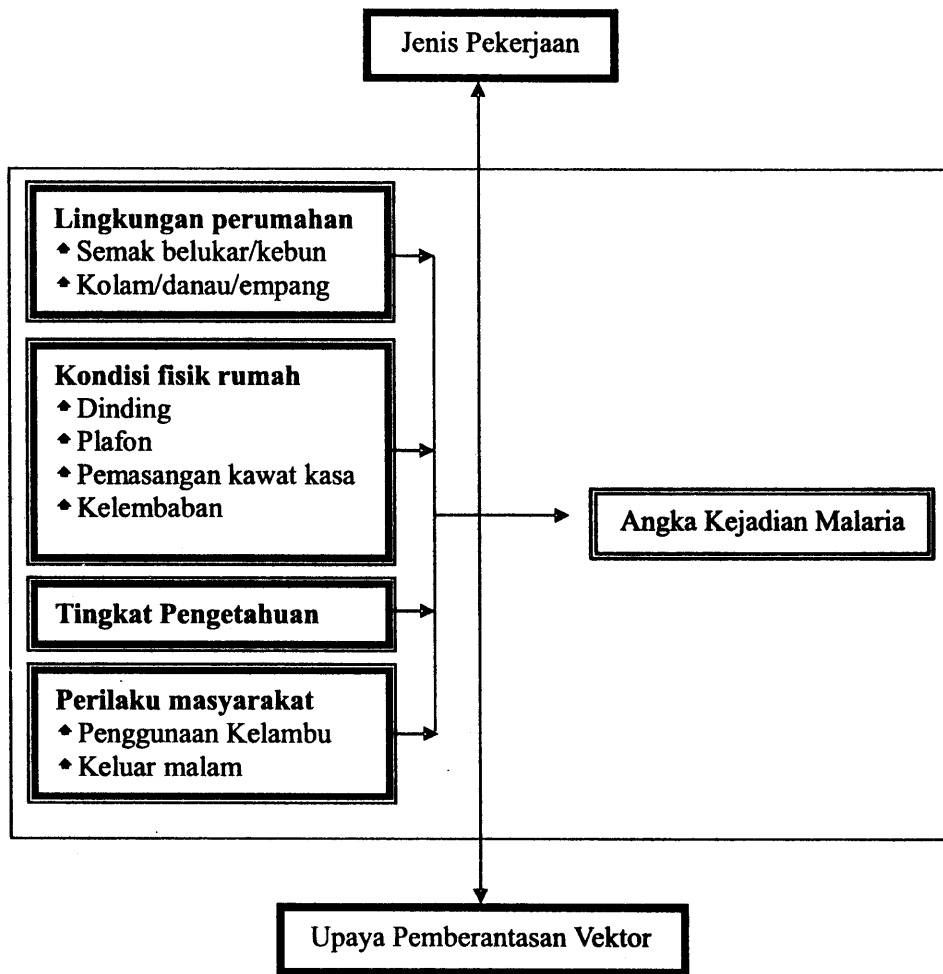 Jenis Pekerjaan
Lingkungan perumahan
Semak belukar/kebun
Kolam/danau/empang
Kondisi fisik rumah
Dinding
Plafon
Pemasangan kawat kasa
Kelembaban
Angka Kejadian Malaria
Tingkat Pengetahuan
Perilaku masyarakat
Penggunaan Kelambu
Keluar malam
Upaya Pemberantasan Vektor